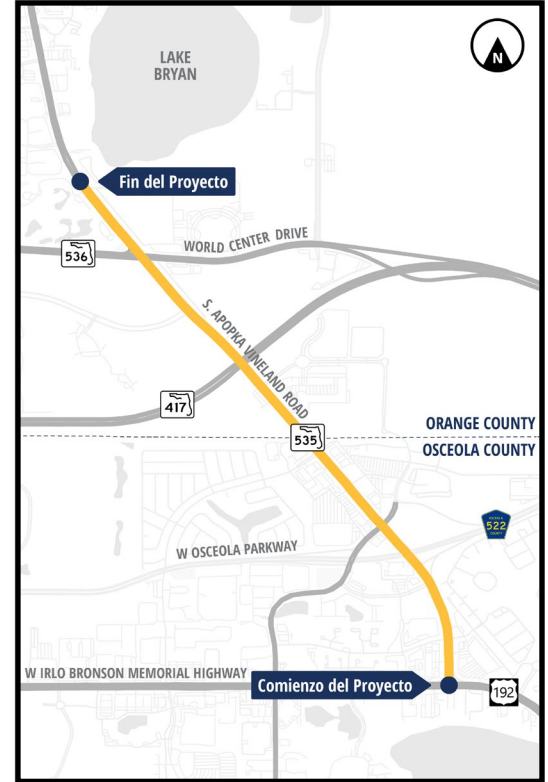 LAKE
BRYAN
N
Fin del Proyecto
WORLD CENTER DRIVE
536
S. APOPKA VINELAND ROAD
417
ORANGE COUNTY
535
OSCEOLA COUNTY
522
COUNTY
W OSCEOLA PARKWAY
W IRLO BRONSON MEMORIAL HIGHWAY
Comienzo del Proyecto
192